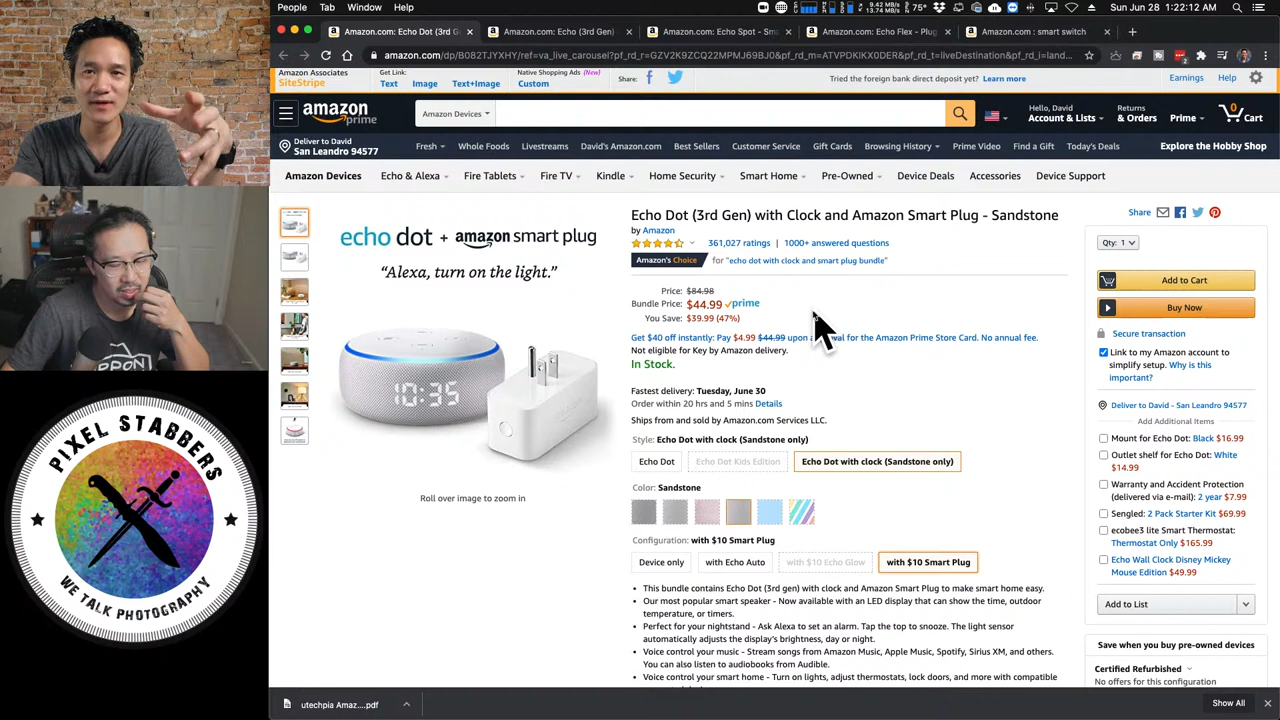 People Tab Window Help
9.42 MB/s
13.74 KB/s
75°
Sun Jun 28 1:21:12 AM
Amazon.com: Echo Dot (3rd G
Amazon.com: Echo Dot (3rd Gen)
Amazon.com: Echo Spot - Sma
Amazon.com: Echo Flex - Plug
Amazon.com : smart switch
amazon.com/dp/B082TJYXHY/ref=va_live_carousel?pf_rd_r=GZV2K9ZCQ22MPMJ69BJ0&pf_rd_m=ATVPDKIKX0DER&pf_rd_t=liveDestination&pf_rd_i=land...
Amazon Associates
SiteStripe
Get Link:
Text Image Text+Image
Native Shopping Ads (New)
Custom
Share:
Tried the foreign bank direct deposit yet? Learn more
Earnings Help
amazon
prime
Amazon Devices
Hello, David
Account & Lists
Returns
& Orders
Prime
0
Cart
Deliver to David
San Leandro 94577
Fresh Whole Foods Livestreams David's Amazon.com Best Sellers Customer Service Gift Cards Browsing History Prime Video Find a Gift Today's Deals
Explore the Hobby Shop
Amazon Devices Echo & Alexa Fire Tablets Fire TV Kindle Home Security Smart Home Pre-Owned Device Deals Accessories Device Support
echo dot + amazon smart plug
“Alexa, turn on the light.”
10:35
Roll over image to zoom in
Echo Dot (3rd Gen) with Clock and Amazon Smart Plug - Sandstone
by Amazon
361,027 ratings | 1000+ answered questions
Amazon's Choice for "echo dot with clock and smart plug bundle"
Price: $84.98
Bundle Price: $44.99 prime
You Save: $39.99 (47%)
Get $40 off instantly: Pay $4.99 $44.99 upon for the Amazon Prime Store Card. No annual fee.
Not eligible for Key by Amazon delivery.
In Stock.
Fastest delivery: Tuesday, June 30
Order within 20 hrs and 5 mins Details
Ships from and sold by Amazon.com Services LLC.
Style: Echo Dot with clock (Sandstone only)
Echo Dot Echo Dot Kids Edition Echo Dot with clock (Sandstone only)
Color: Sandstone
Configuration: with $10 Smart Plug
Device only with Echo Auto with $10 Echo Glow with $10 Smart Plug
• This bundle contains Echo Dot (3rd gen) with clock and Amazon Smart Plug to make smart home easy.
• Our most popular smart speaker - Now available with an LED display that can show the time, outdoor
temperature, or timers.
• Perfect for your nightstand - Ask Alexa to set an alarm. Tap the top to snooze. The light sensor
automatically adjusts the display's brightness, day or night.
• Voice control your music - Stream songs from Amazon Music, Apple Music, Spotify, Sirius XM, and others.
You can also listen to audiobooks from Audible.
• Voice control your smart home - Turn on lights, adjust thermostats, lock doors, and more with compatible
Share
Qty: 1
Add to Cart
Buy Now
Secure transaction
Link to my Amazon account to
simplify setup. Why is this
important?
Deliver to David - San Leandro 94577
Add Additional Items
Mount for Echo Dot: Black $16.99
Outlet shelf for Echo Dot: White
$14.99
Warranty and Accident Protection
(delivered via e-mail): 2 year $7.99
Sengled: 2 Pack Starter Kit $69.99
ecobee3 lite Smart Thermostat:
Thermostat Only $165.99
Echo Wall Clock Disney Mickey
Mouse Edition $49.99
Add to List
Save when you buy pre-owned devices
Certified Refurbished
No offers for this configuration
PIXEL STABBERS
WE TALK PHOTOGRAPHY
utechpia Amaz....pdf
Show All